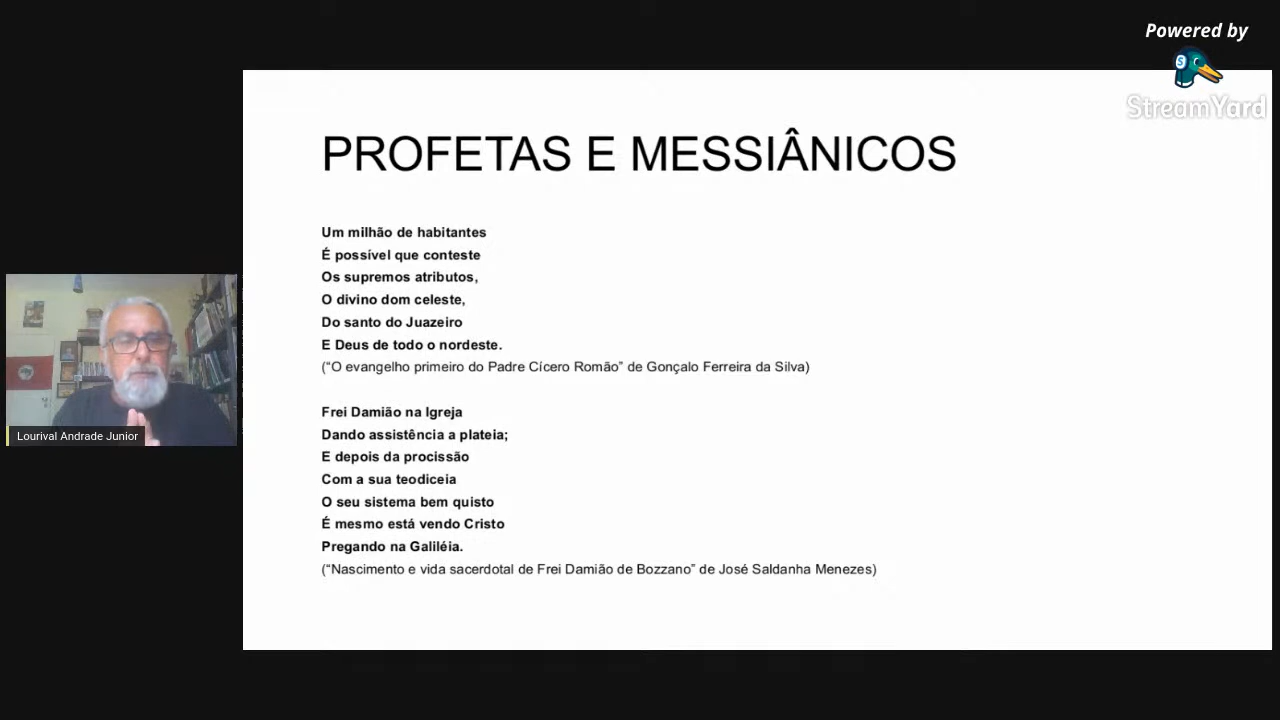 Powered by
StreamYard
PROFETAS E MESSIÂNICOS
Um milhão de habitantes
É possível que conteste
Os supremos atributos,
O divino dom celeste,
Do santo do Juazeiro
E Deus de todo o nordeste.
(“O evangelho primeiro do Padre Cícero Romão” de Gonçalo Ferreira da Silva)
Frei Damião na Igreja
Dando assistência a plateia;
E depois da procissão
Com a sua teodiceia
O seu sistema bem quisto
É mesmo está vendo Cristo
Pregando na Galiléia.
(“Nascimento e vida sacerdotal de Frei Damião de Bozzano” de José Saldanha Menezes)
Lourival Andrade Junior